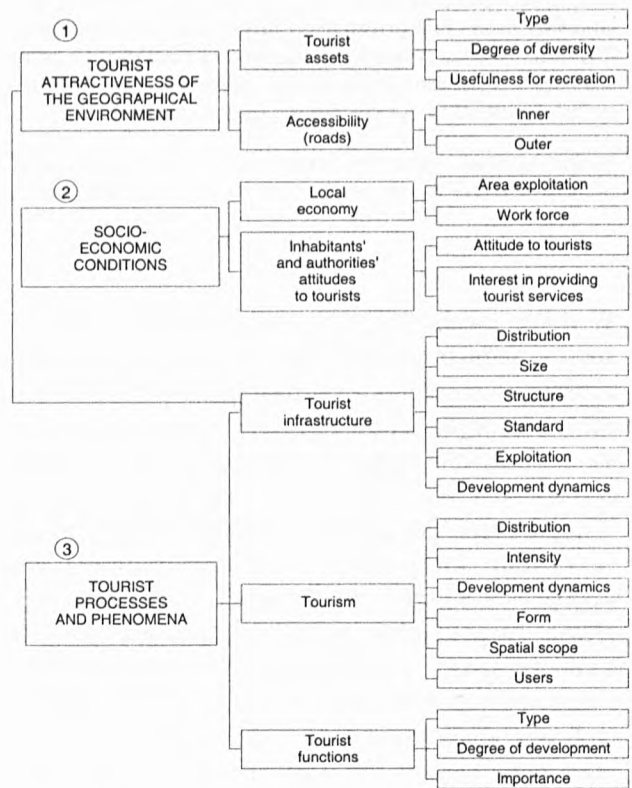 1
TOURIST
ATTRACTIVENESS OF
THE GEOGRAPHICAL
ENVIRONMENT
Tourist
assets
Type
Degree of diversity
Usefulness for recreation
Accessibility
(roads)
Inner
Outer
2
SOCIO-
ECONOMIC
CONDITIONS
Local
economy
Area exploitation
Work force
Inhabitants'
and authorities'
attitudes
to tourists
Attitude to tourists
Interest in providing
tourist services
3
TOURIST
PROCESSES
AND PHENOMENA
Tourist
infrastructure
Distribution
Size
Structure
Standard
Exploitation
Development dynamics
Tourism
Distribution
Intensity
Development dynamics
Form
Spatial scope
Users
Tourist
functions
Type
Degree of development
Importance